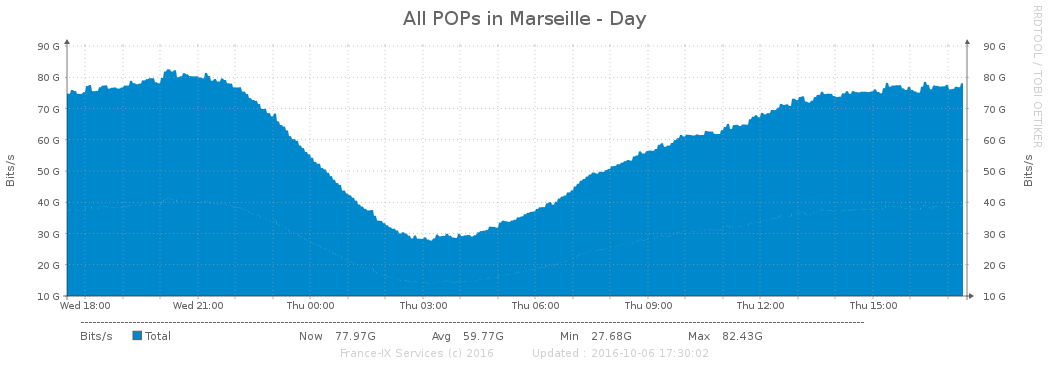 All POPs in Marseille - Day
RRDTOOL / TOBI OETIKER
90 G 90 G
80 G 80 G
70 G 70 G
60 G 60 G
50 G 50 G
40 G 40 G
30 G 30 G
20 G 20 G
10 G 10 G
Bits/s
Bits/s
Wed 18:00 Wed 21:00 Thu 00:00 Thu 03:00 Thu 06:00 Thu 09:00 Thu 12:00 Thu 15:00
Bits/s Total Now 77.97G Avg 59.77G Min 27.68G Max 82.43G
France-IX Services (c) 2016 Updated : 2016-10-06 17:30:02